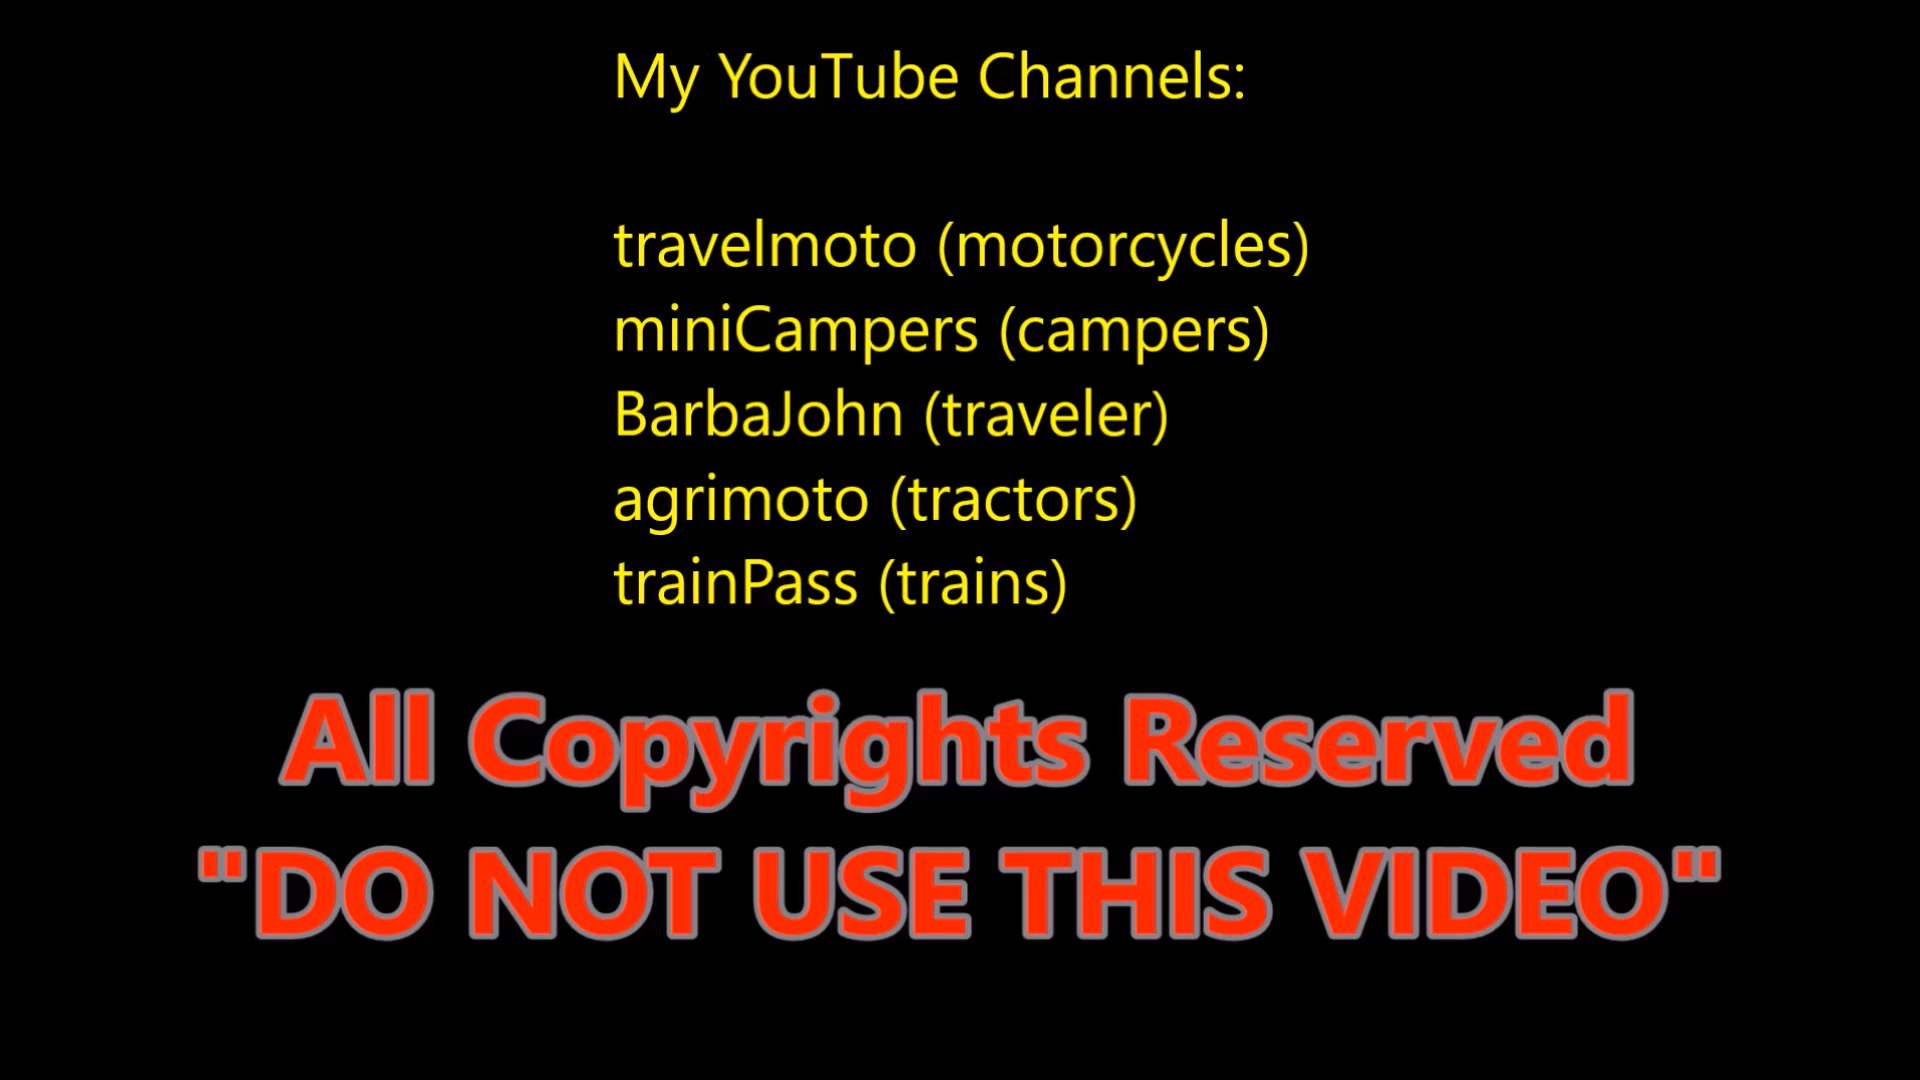 My YouTube Channels:
travelmoto (motorcycles)
miniCampers (campers)
BarbaJohn (traveler)
agrimoto (tractors)
trainPass (trains)
All Copyrights Reserved
"DO NOT USE THIS VIDEO"